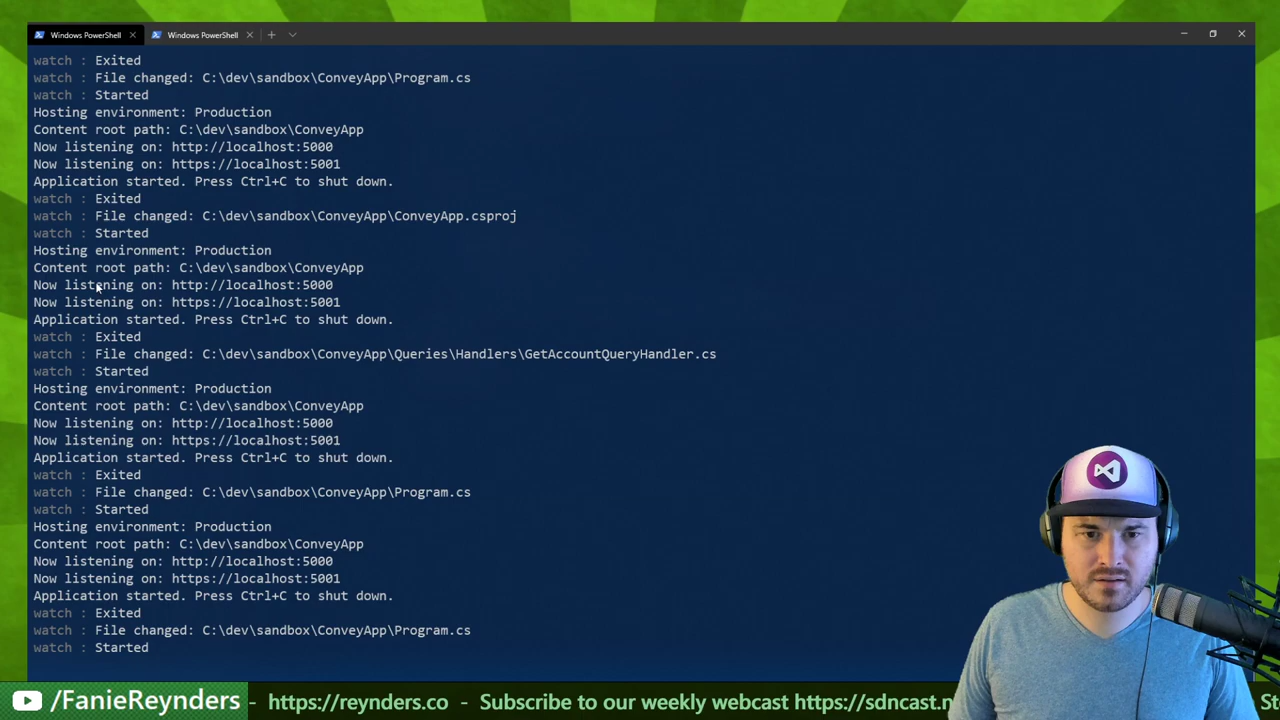 Windows PowerShell
Windows PowerShell
watch : Exited
watch : File changed: C:\dev\sandbox\ConveyApp\Program.cs
watch : Started
Hosting environment: Production
Content root path: C:\dev\sandbox\ConveyApp
Now listening on: http://localhost:5000
Now listening on: https://localhost:5001
Application started. Press Ctrl+C to shut down.
watch : Exited
watch : File changed: C:\dev\sandbox\ConveyApp\ConveyApp.csproj
watch : Started
Hosting environment: Production
Content root path: C:\dev\sandbox\ConveyApp
Now listening on: http://localhost:5000
Now listening on: https://localhost:5001
Application started. Press Ctrl+C to shut down.
watch : Exited
watch : File changed: C:\dev\sandbox\ConveyApp\Queries\Handlers\GetAccountQueryHandler.cs
watch : Started
Hosting environment: Production
Content root path: C:\dev\sandbox\ConveyApp
Now listening on: http://localhost:5000
Now listening on: https://localhost:5001
Application started. Press Ctrl+C to shut down.
watch : Exited
watch : File changed: C:\dev\sandbox\ConveyApp\Program.cs
watch : Started
Hosting environment: Production
Content root path: C:\dev\sandbox\ConveyApp
Now listening on: http://localhost:5000
Now listening on: https://localhost:5001
Application started. Press Ctrl+C to shut down.
watch : Exited
watch : File changed: C:\dev\sandbox\ConveyApp\Program.cs
watch : Started
/FanieReynders - https://reynders.co - Subscribe to our weekly webcast https://sdncast.n St